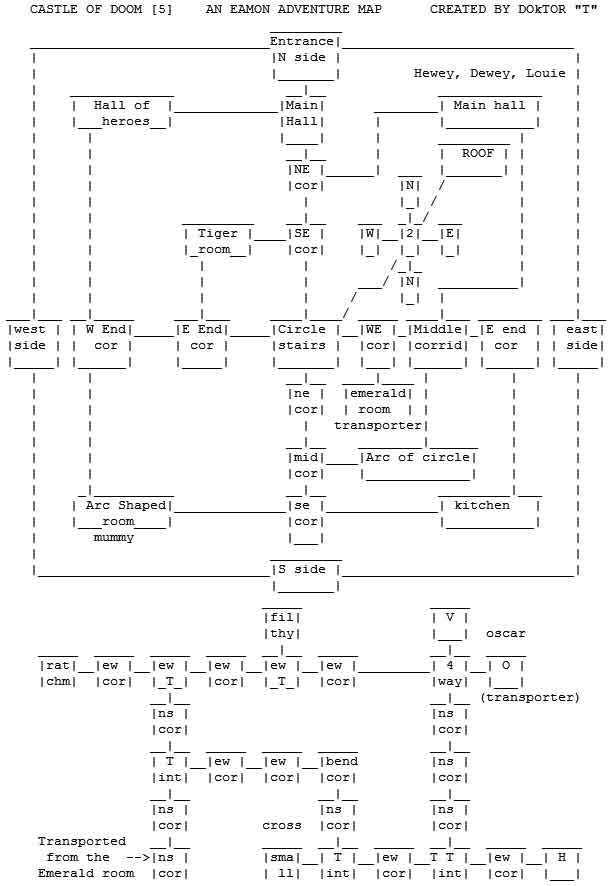 CASTLE OF DOOM [5] AN EAMON ADVENTURE MAP CREATED BY DOkTOR "T"
Entrance
N side
Hewey, Dewey, Louie
Hall of Main Main hall
heroes Hall
ROOF
NE
cor N
Tiger SE W 2 E
room cor
N
west W End E End Circle WE Middle E end east
side cor cor stairs cor corrid cor side
ne emerald
cor room
transporter
mid Arc of circle
cor
Arc Shaped se kitchen
room cor
mummy
S side
fil V
thy oscar
rat ew ew ew ew ew 4 O
chm cor T cor T cor way
(transporter)
ns ns
cor cor
T ew ew bend ns
int cor cor cor cor
ns ns ns
cor cross cor cor
Transported
from the --> ns sma T ew T T ew H
Emerald room cor ll int cor int cor